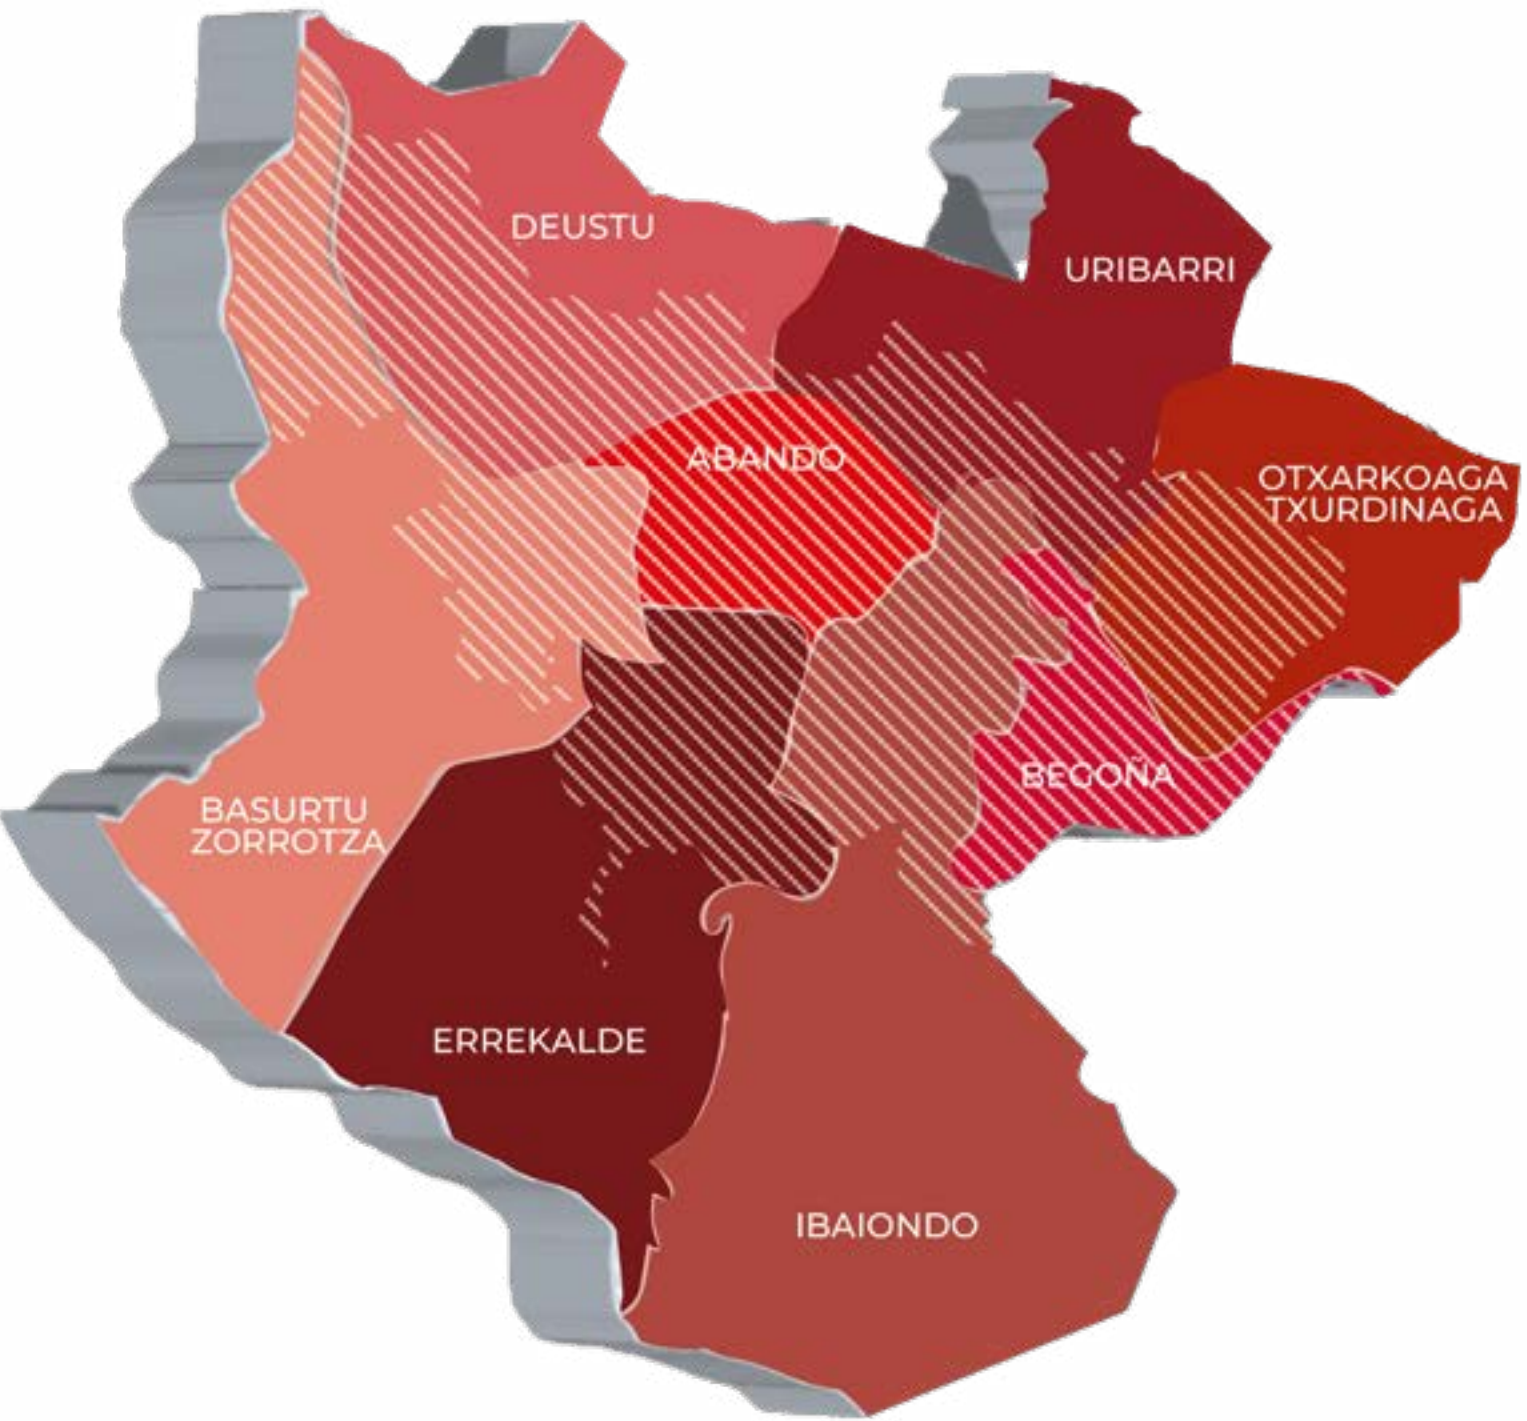 DEUSTU
URIBARRI
ABANDO
OTXARKOAGA
TXURDINAGA
BEGOÑA
BASURTU
ZORROTZA
ERREKALDE
IBAIONDO